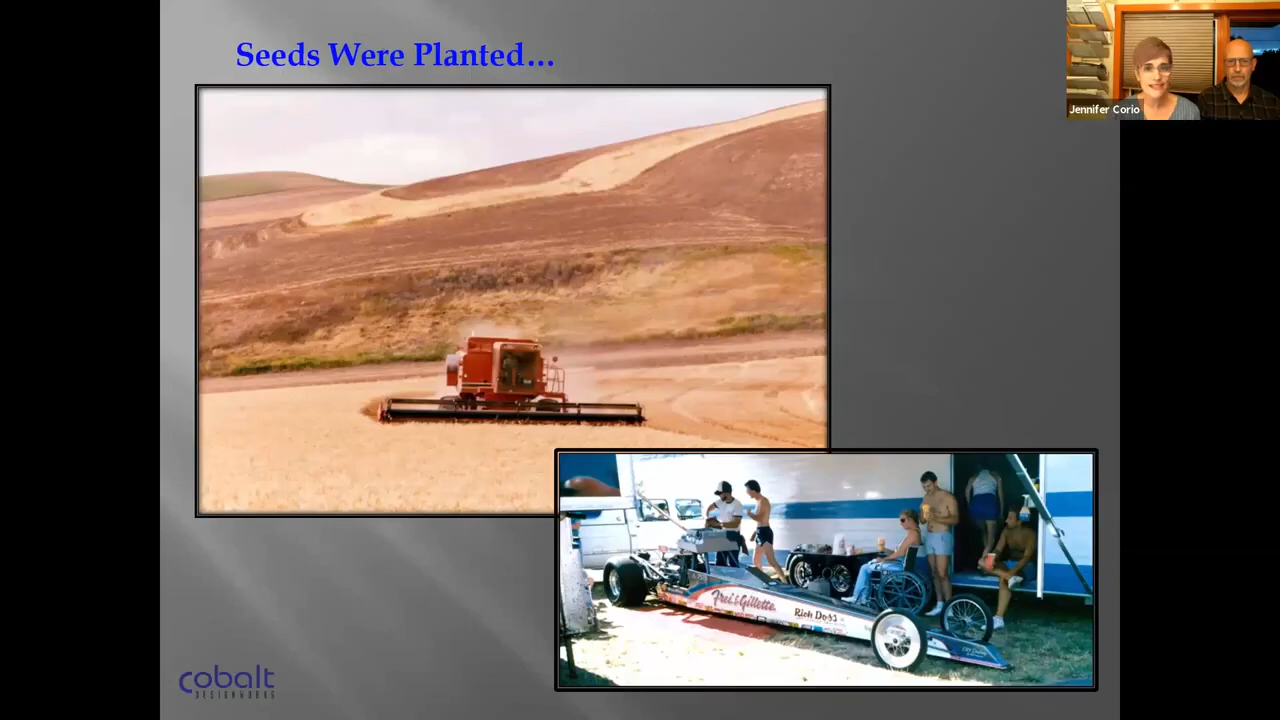 Seeds Were Planted...
Jennifer Corio
Frei & Gillette
Rich Doss
cobalt
DESIGNWORKS